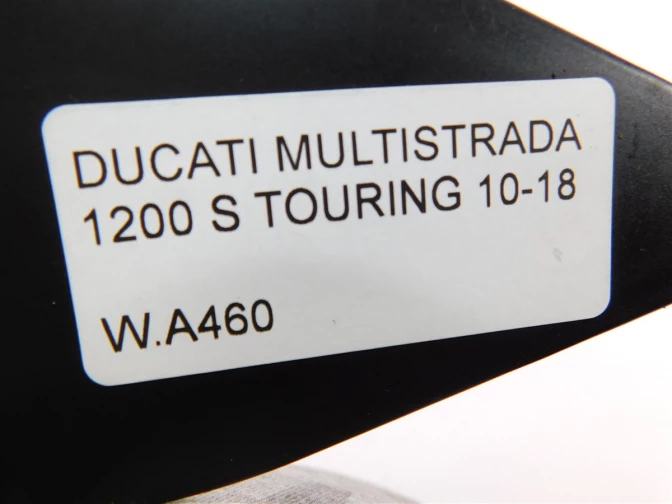 DUCATI MULTISTRADA
1200 S TOURING 10-18
W.A460